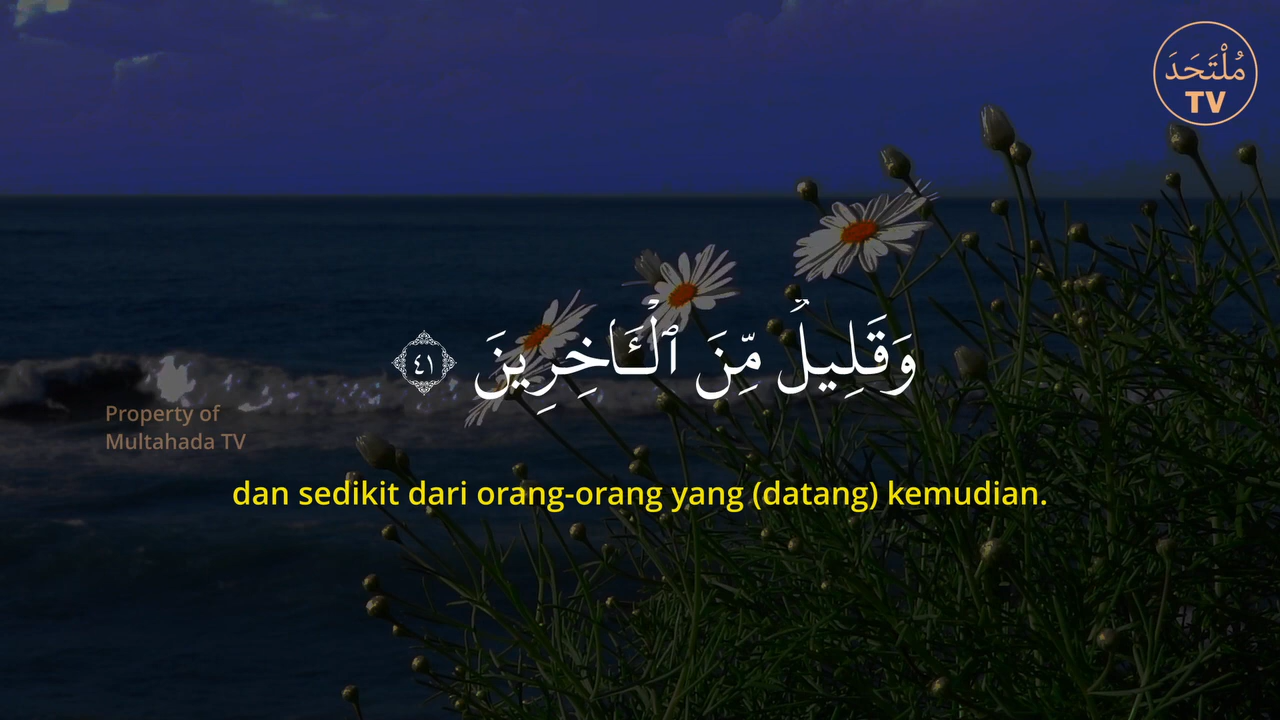 مُلْتَحَدَ
TV
وَقَلِيلٌ مِّنَ ٱلْـَٔاخِرِينَ ٤١
Property of
Multahada TV
dan sedikit dari orang-orang yang (datang) kemudian.